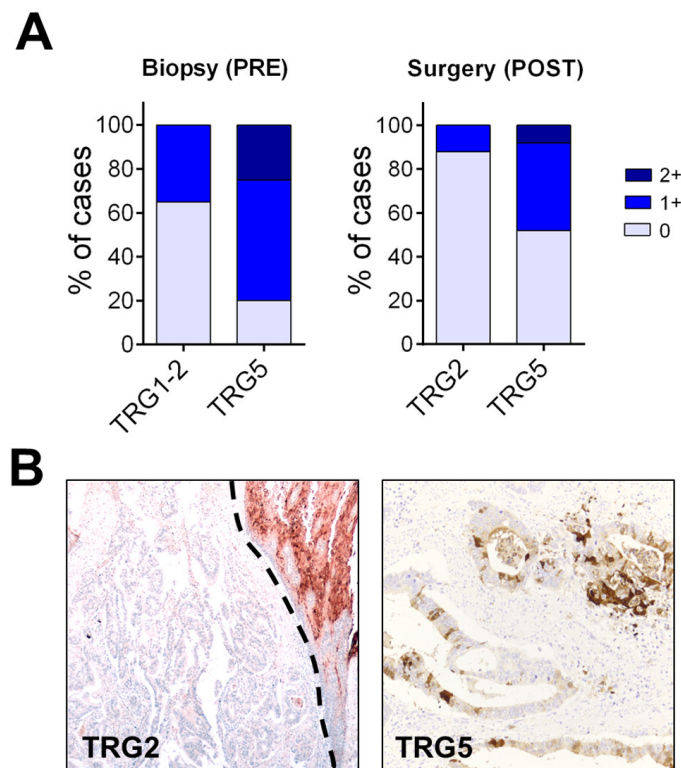 A
Biopsy (PRE)
Surgery (POST)
% of cases
100
80
60
40
20
0
TRG1-2
TRG5
% of cases
100
80
60
40
20
0
TRG2
TRG5
2+
1+
0
B
TRG2
TRG5